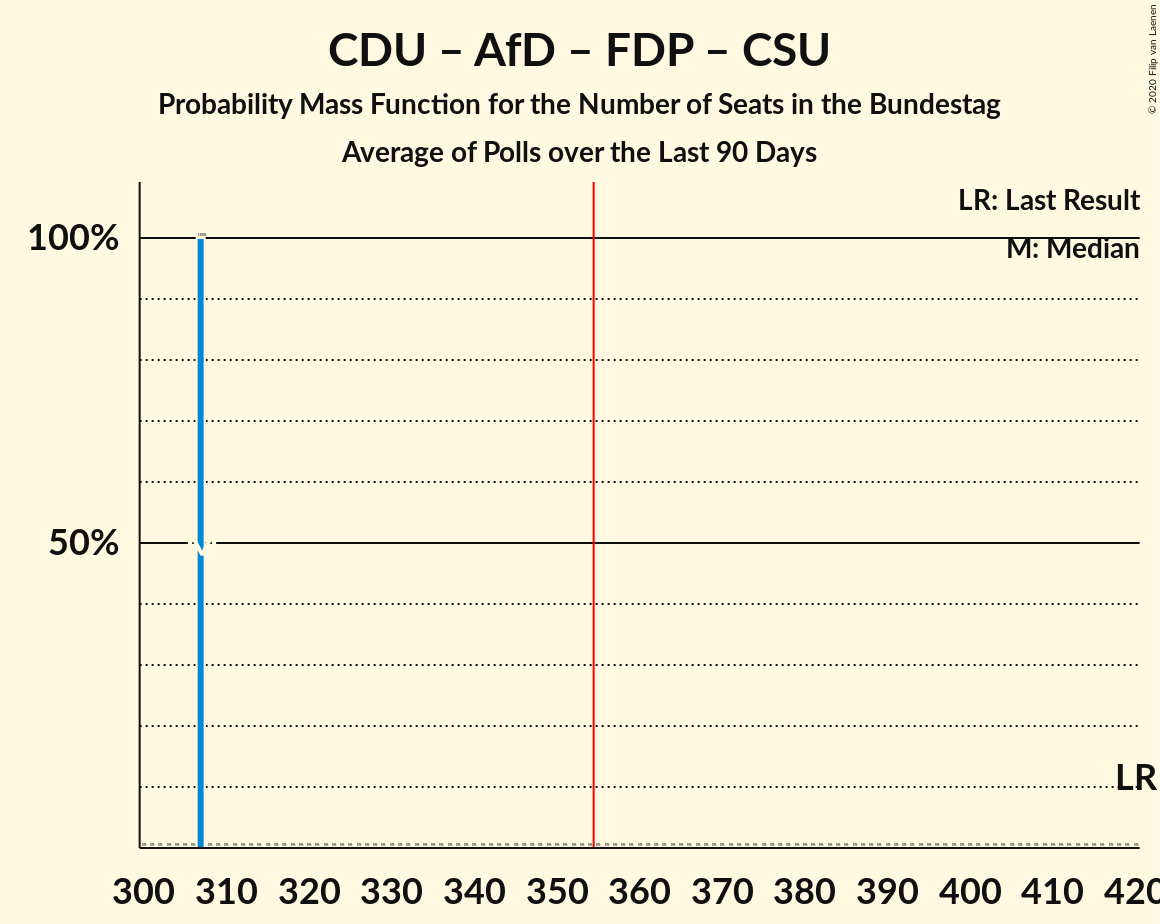 © 2020 Filip van Laenen
CDU – AfD – FDP – CSU
Probability Mass Function for the Number of Seats in the Bundestag
Average of Polls over the Last 90 Days
LR: Last Result
M: Median
100%
100%
50%
M
LR
300 310 320 330 340 350 360 370 380 390 400 410 420